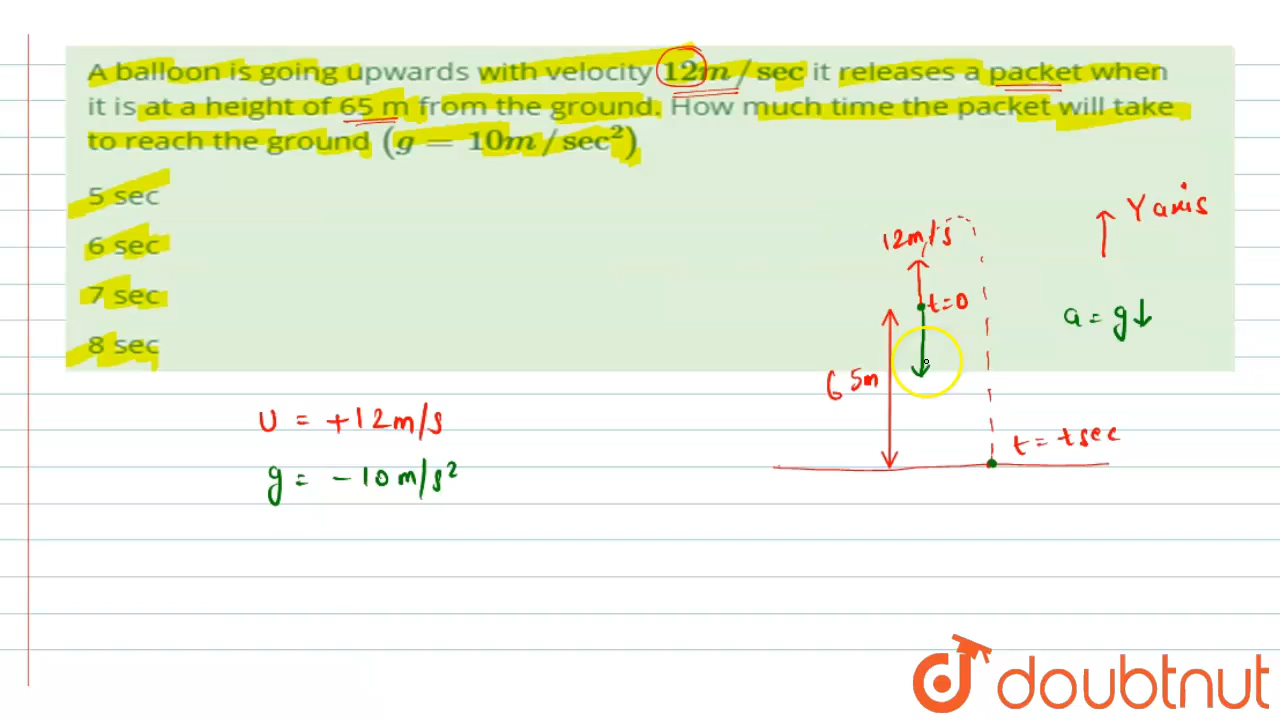 A balloon is going upwards with velocity 12m/sec it releases a packet when
it is at a height of 65 m from the ground. How much time the packet will take
to reach the ground (g = 10m/sec²)
5 sec
6 sec
7 sec
8 sec
12m/s
Y axis
t=0
a = g↓
65m
t = t sec
u = +12m/s
g = -10m/s²
doubtnut